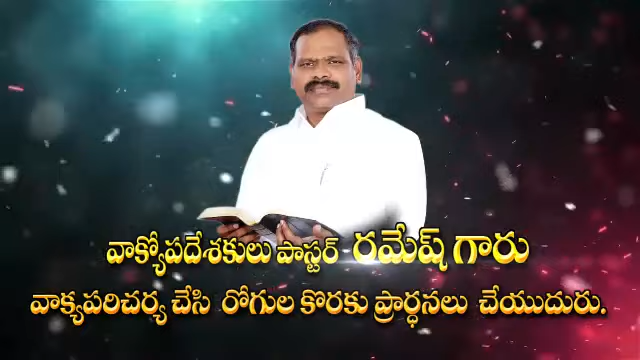 వాక్యోపదేశకులు పాస్టర్ రమేష్ గారు
వాక్యపరిచర్య చేసి రోగుల కొరకు ప్రార్ధనలు చేయుదురు.